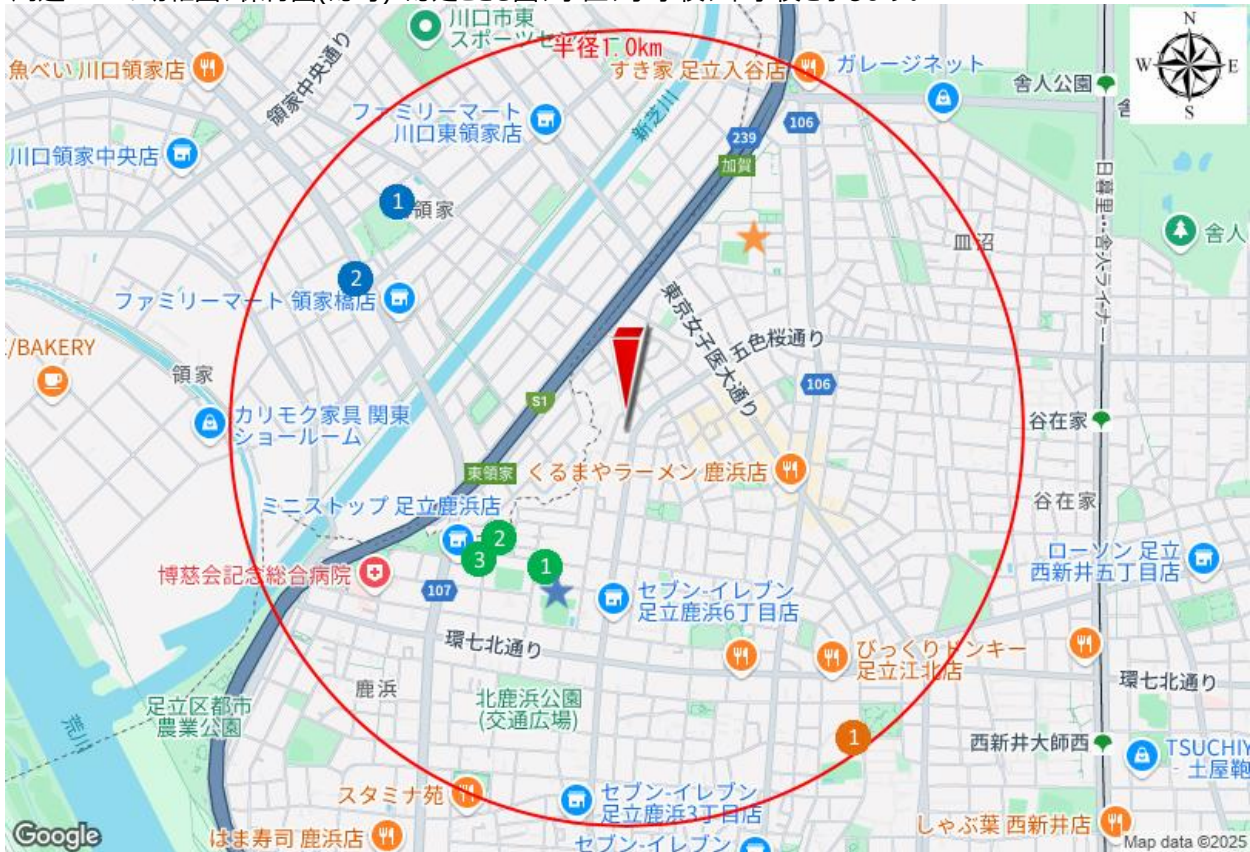 川口市東
スポーツセンター
半径1.0km
魚べい 川口領家店
領家中央通り
すき家 足立入谷店
ガレージネット
舎人公園
N
W
E
S
ファミリーマート
川口東領家店
新芝川
239
106
加賀
川口領家中央店
1
領家
日暮里・舎人ライナー
皿沼
舎人
2
ファミリーマート 領家橋店
東京女子医大通り
五色桜通り
/BAKERY
領家
S1
106
カリモク家具 関東
ショールーム
谷在家
東領家
くるまやラーメン 鹿浜店
ミニストップ 足立鹿浜店
谷在家
2
3
1
ローソン 足立
西新井五丁目店
博慈会記念総合病院
107
セブン-イレブン
足立鹿浜6丁目店
環七北通り
びっくりドンキー
足立江北店
鹿浜
環七北通り
足立区都市
農業公園
北鹿浜公園
(交通広場)
荒川
1
西新井大師西
TSUCHIY
- 土屋鞄
スタミナ苑
セブン-イレブン
足立鹿浜3丁目店
はま寿司 鹿浜店
しゃぶ葉 西新井店
セブン-イレブン
Google
Map data ©2025